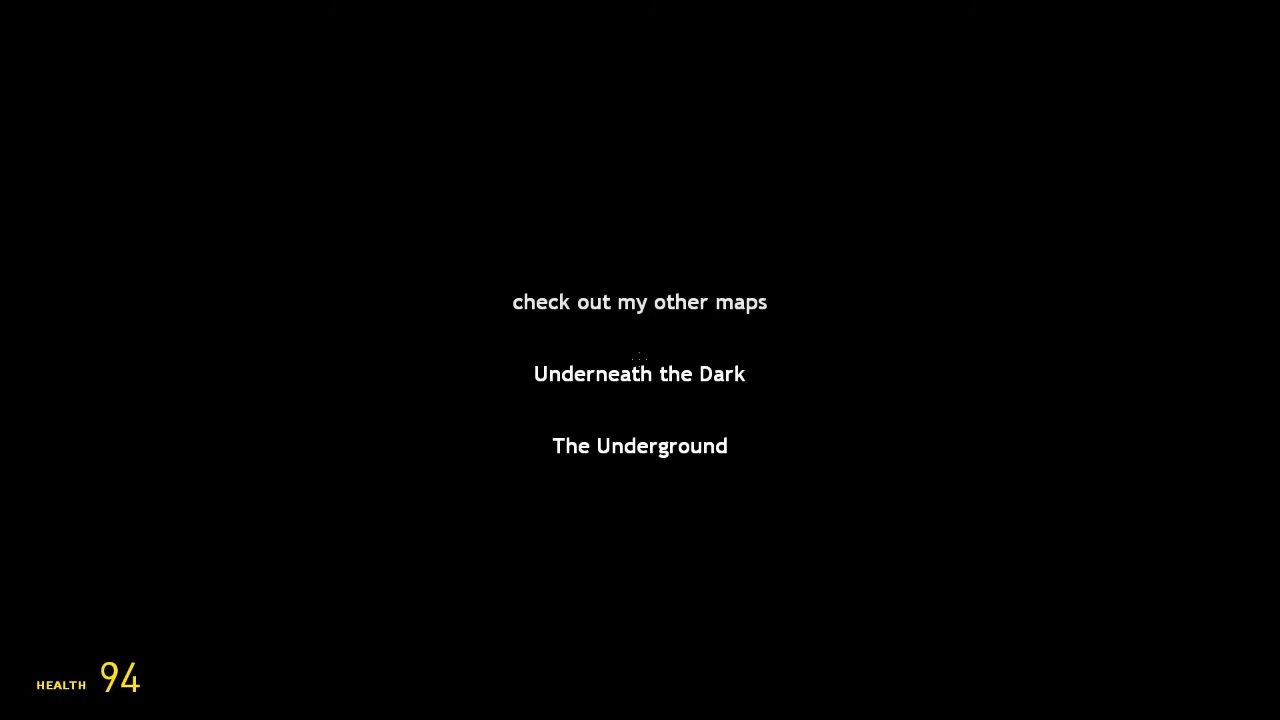 check out my other maps
Underneath the Dark
The Underground
HEALTH 94